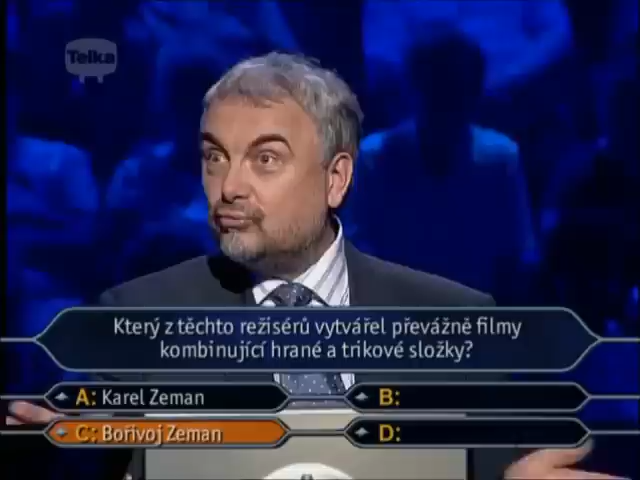 Telka
Který z těchto režisérů vytvářel převážně filmy
kombinující hrané a trikové složky?
A: Karel Zeman
B:
C: Bořivoj Zeman
D: